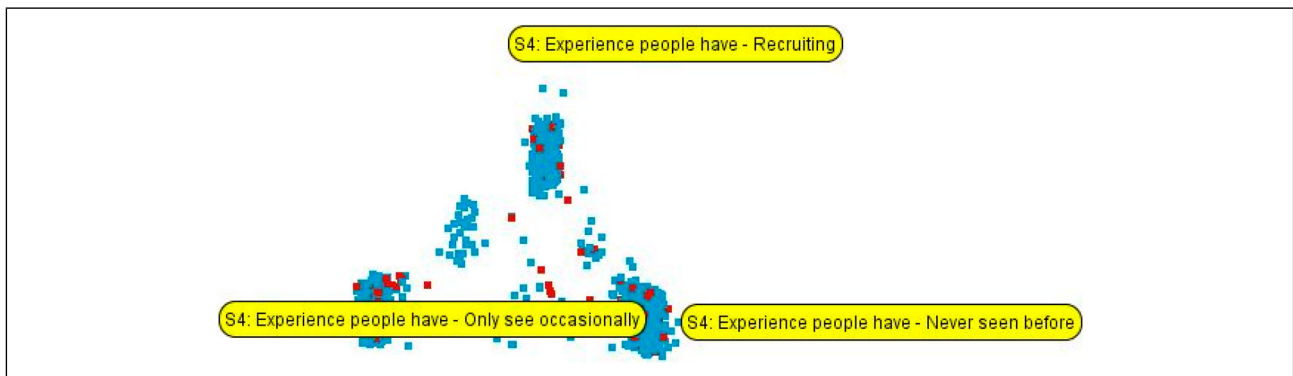 S4: Experience people have - Recruiting
S4: Experience people have - Only see occasionally
S4: Experience people have - Never seen before